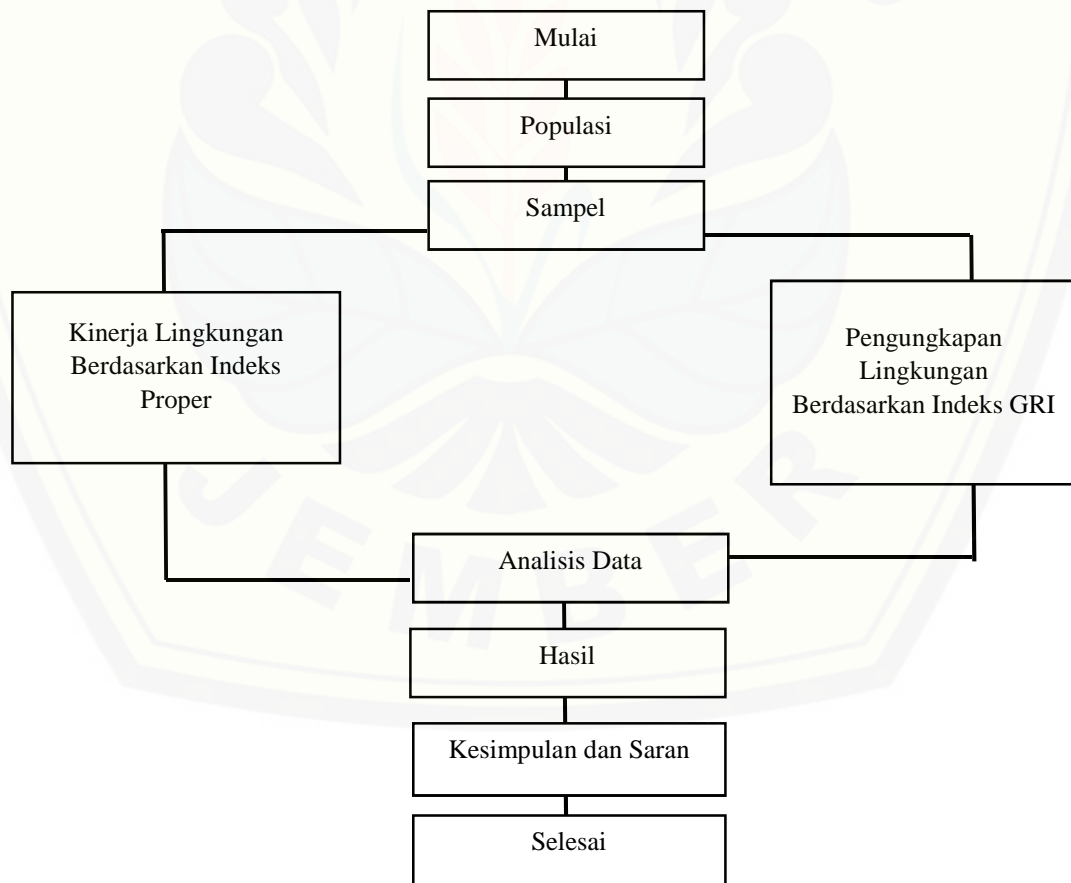 Mulai
Populasi
Sampel
Kinerja Lingkungan
Berdasarkan Indeks
Proper
Pengungkapan
Lingkungan
Berdasarkan Indeks GRI
Analisis Data
JEMBER
Hasil
Kesimpulan dan Saran
Selesai